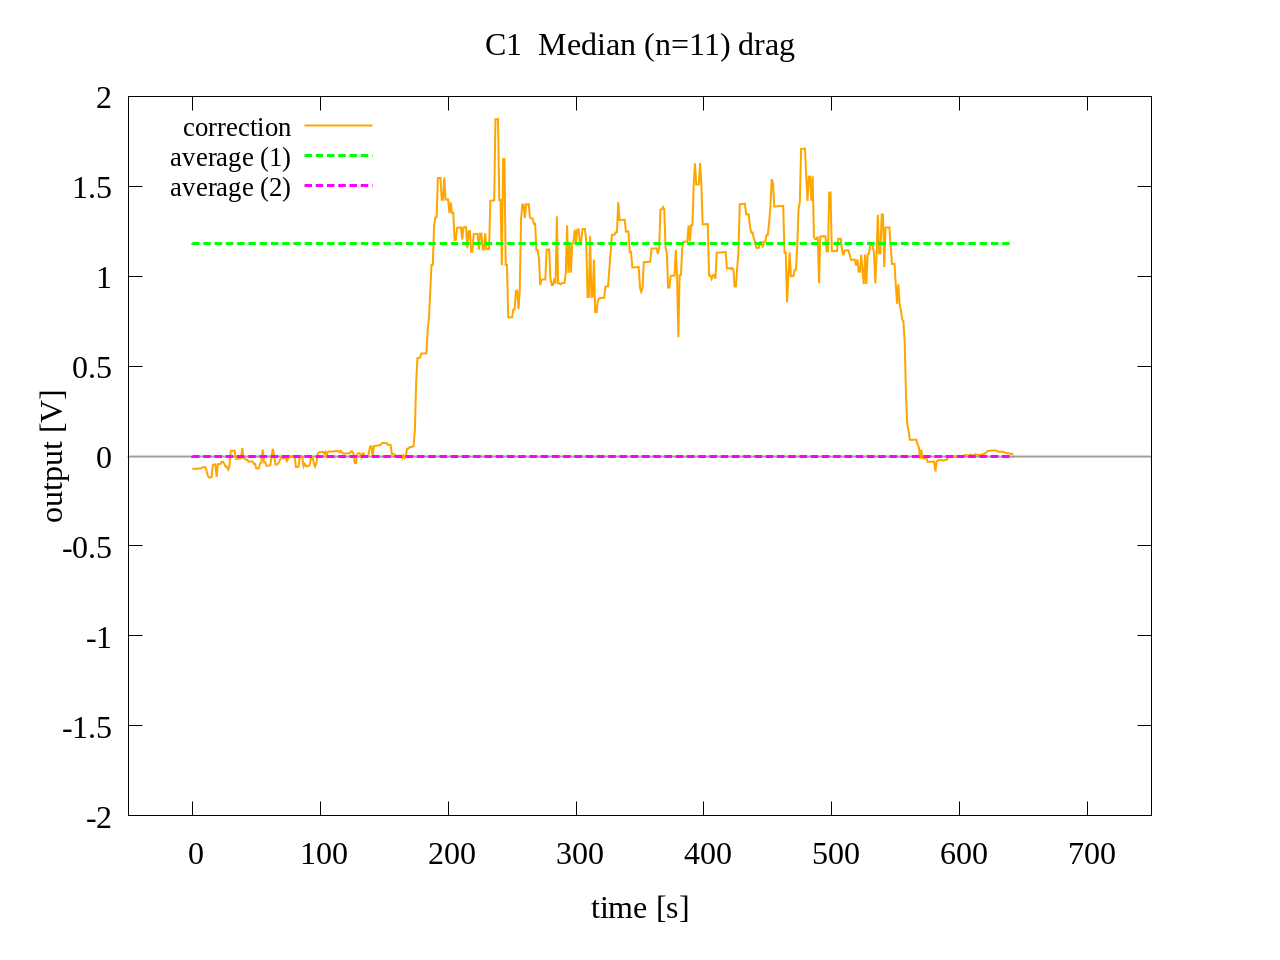 C1  Median (n=11) drag
correction
average (1)
average (2)
output [V]
2
1.5
1
0.5
0
-0.5
-1
-1.5
-2
0 100 200 300 400 500 600 700
time [s]